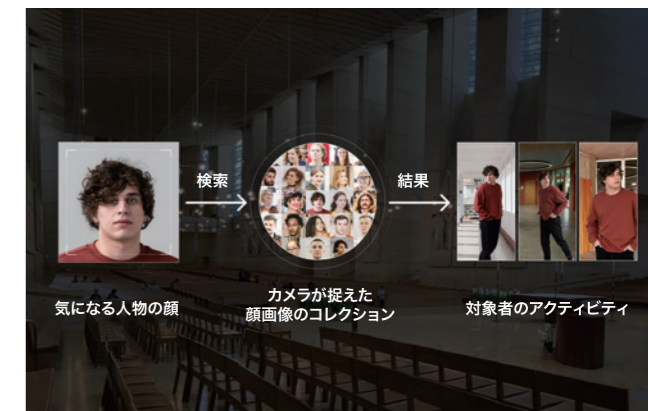 検索
結果
気になる人物の顔
カメラが捉えた
顔画像のコレクション
対象者のアクティビティ